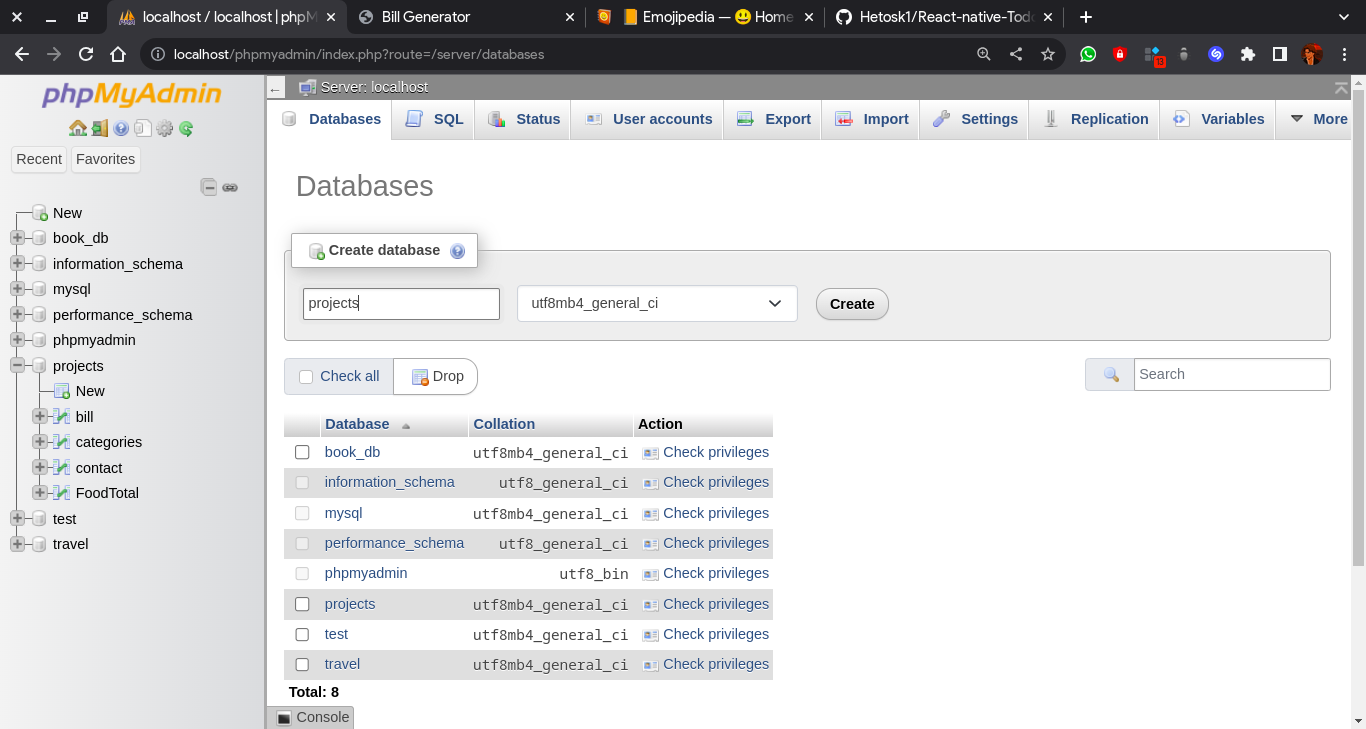 localhost / localhost | phpM
Bill Generator
Emojipedia — 😃 Home
Hetosk1/React-native-Todo
localhost/phpmyadmin/index.php?route=/server/databases
13
phpMyAdmin
Recent
Favorites
New
book_db
information_schema
mysql
performance_schema
phpmyadmin
projects
New
bill
categories
contact
FoodTotal
test
travel
Server: localhost
Databases
SQL
Status
User accounts
Export
Import
Settings
Replication
Variables
More
Databases
Create database
projects
utf8mb4_general_ci
Create
Check all
Drop
Search
Database Collation Action
book_db utf8mb4_general_ci Check privileges
information_schema utf8_general_ci Check privileges
mysql utf8mb4_general_ci Check privileges
performance_schema utf8_general_ci Check privileges
phpmyadmin utf8_bin Check privileges
projects utf8mb4_general_ci Check privileges
test utf8mb4_general_ci Check privileges
travel utf8mb4_general_ci Check privileges
Total: 8
Console